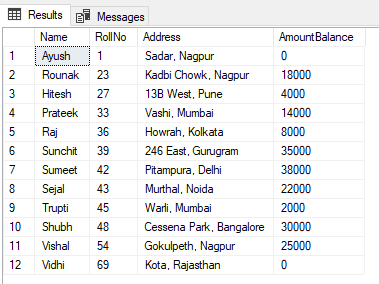 Results Messages
Name RollNo Address AmountBalance
1 Ayush 1 Sadar, Nagpur 0
2 Rounak 23 Kadbi Chowk, Nagpur 18000
3 Hitesh 27 13B West, Pune 4000
4 Prateek 33 Vashi, Mumbai 14000
5 Raj 36 Howrah, Kolkata 8000
6 Sunchit 39 246 East, Gurugram 35000
7 Sumeet 42 Pitampura, Delhi 38000
8 Sejal 43 Murthal, Noida 22000
9 Trupti 45 Warli, Mumbai 2000
10 Shubh 48 Cessena Park, Bangalore 30000
11 Vishal 54 Gokulpeth, Nagpur 25000
12 Vidhi 69 Kota, Rajasthan 0